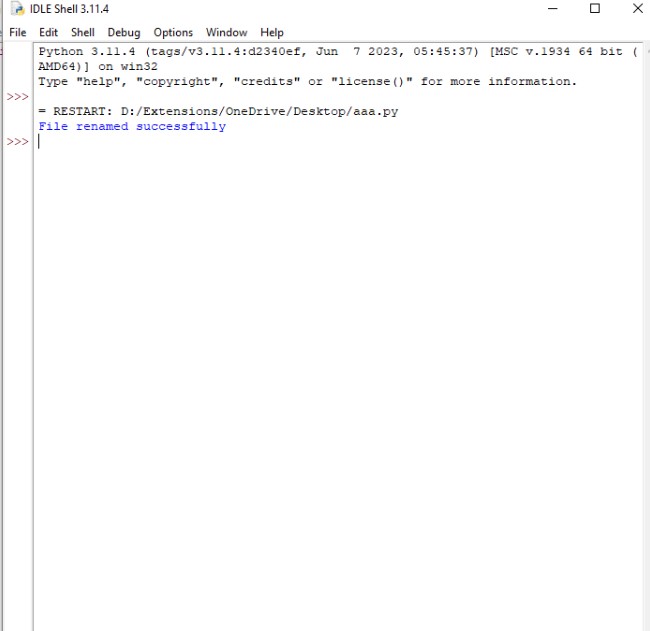 IDLE Shell 3.11.4
File Edit Shell Debug Options Window Help
Python 3.11.4 (tags/v3.11.4:d2340ef, Jun  7 2023, 05:45:37) [MSC v.1934 64 bit (
AMD64)] on win32
Type "help", "copyright", "credits" or "license()" for more information.
>>>
= RESTART: D:/Extensions/OneDrive/Desktop/aaa.py
File renamed successfully
>>>